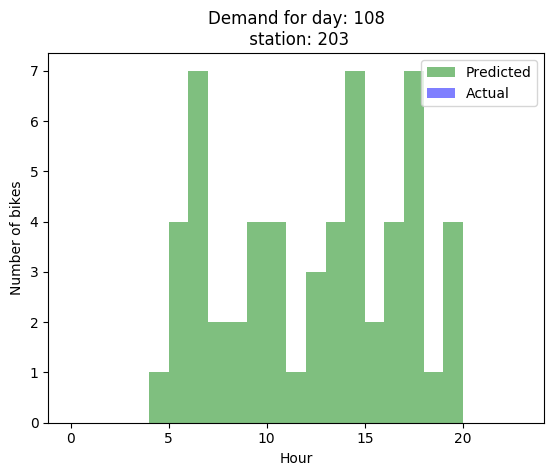 Demand for day: 108
station: 203
Predicted
Actual
Number of bikes
7
6
5
4
3
2
1
0
0 5 10 15 20
Hour